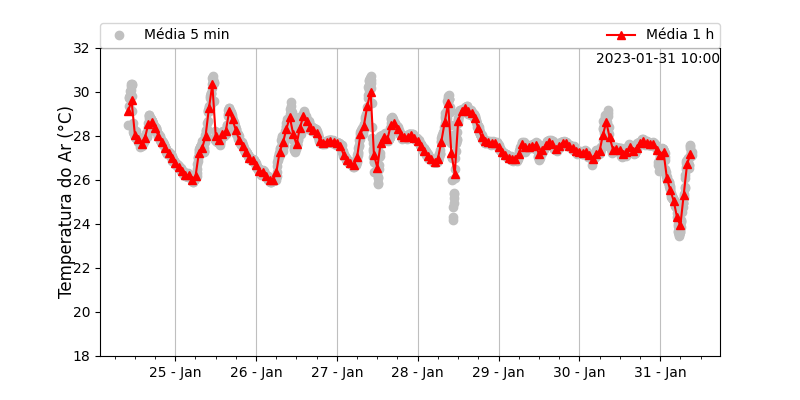 Média 5 min
Média 1 h
2023-01-31 10:00
Temperatura do Ar (°C)
32
30
28
26
24
22
20
18
25 - Jan
26 - Jan
27 - Jan
28 - Jan
29 - Jan
30 - Jan
31 - Jan